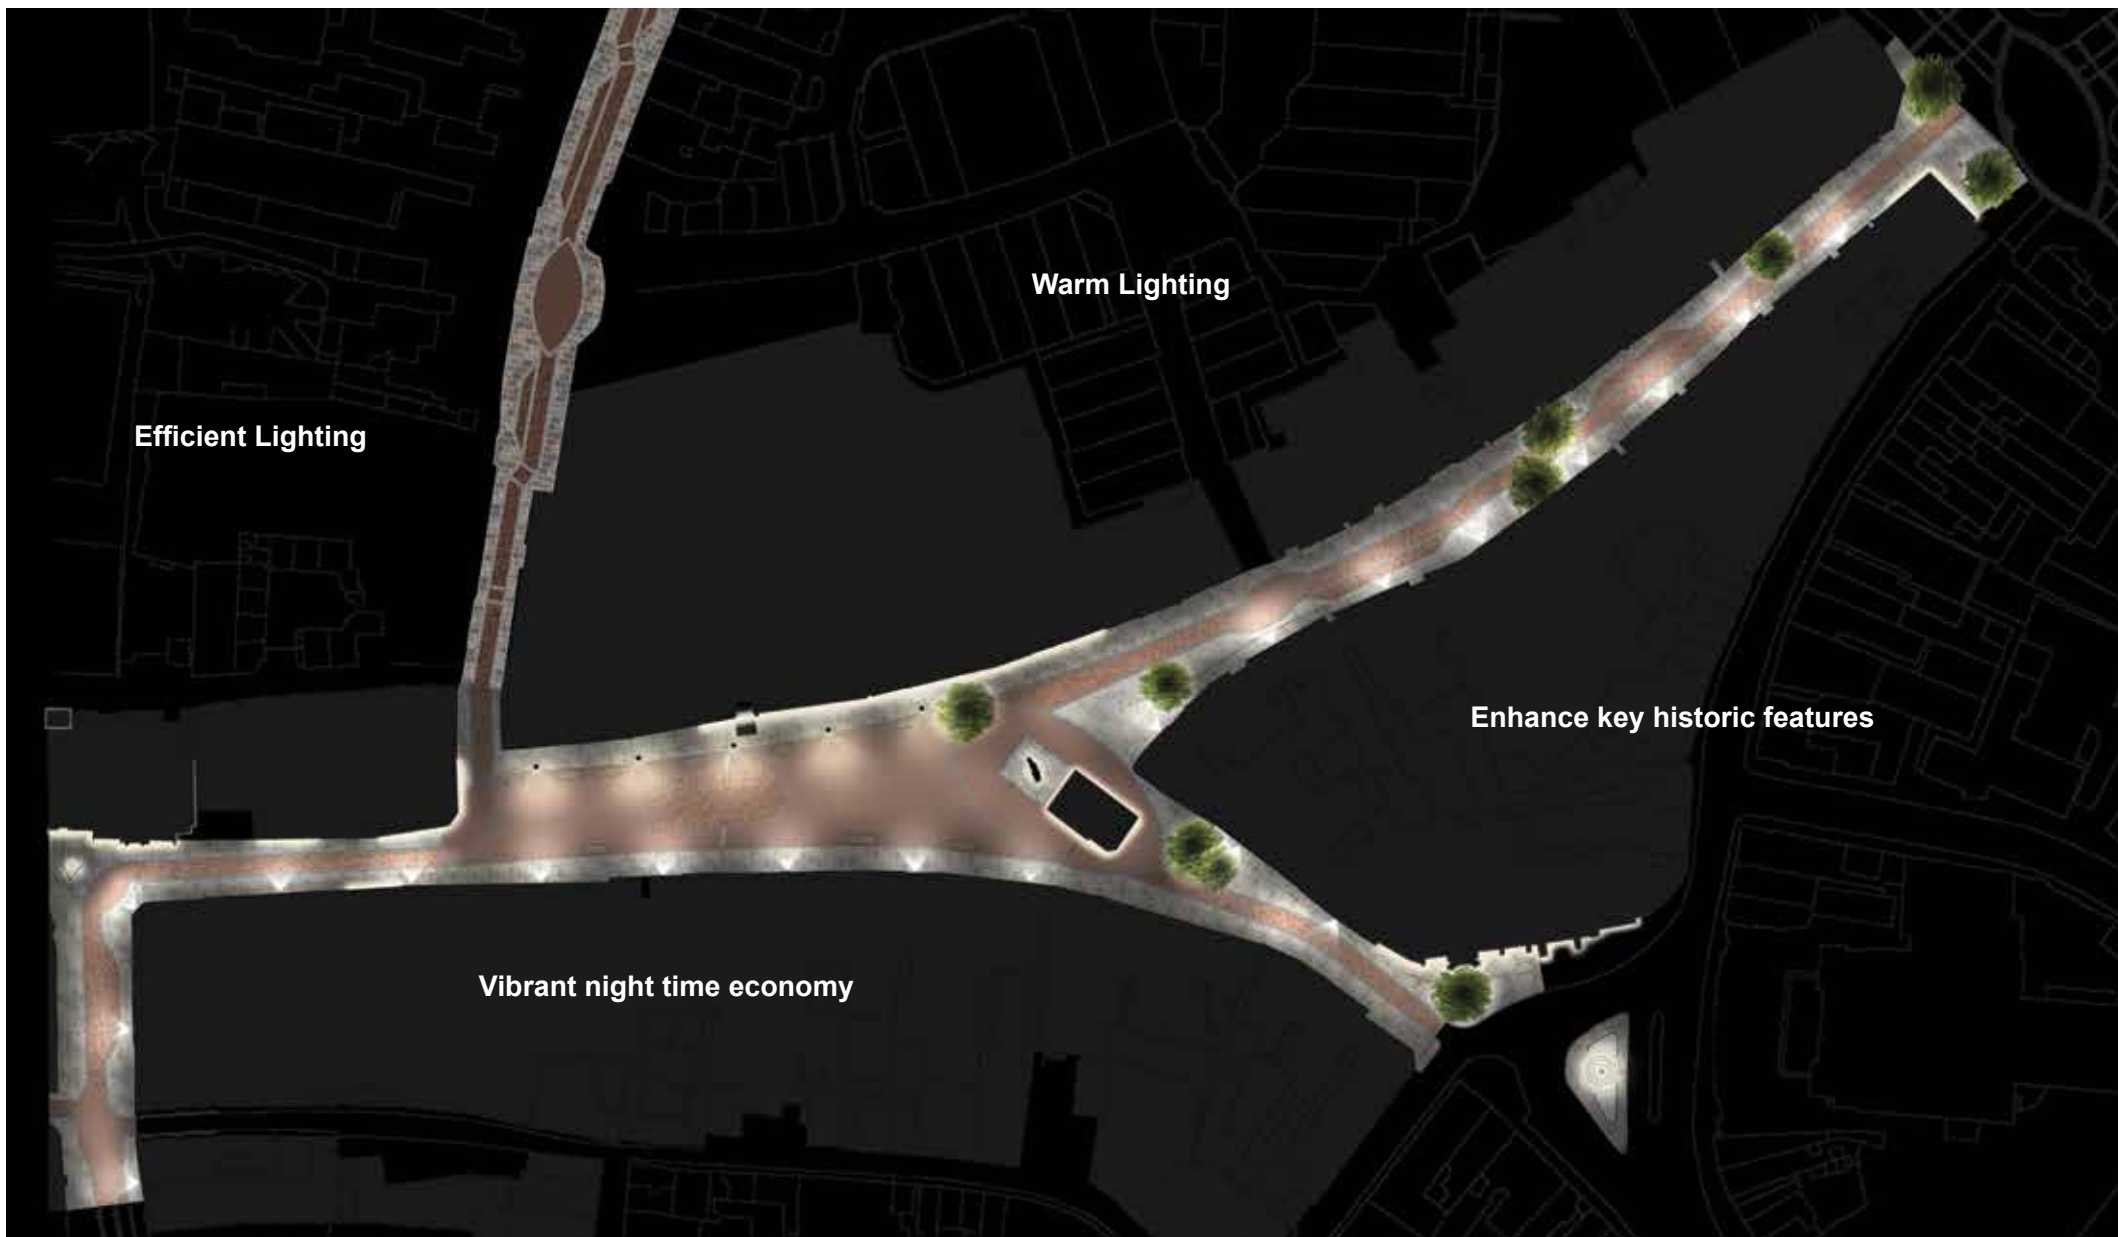 Warm Lighting
Efficient Lighting
Enhance key historic features
Vibrant night time economy